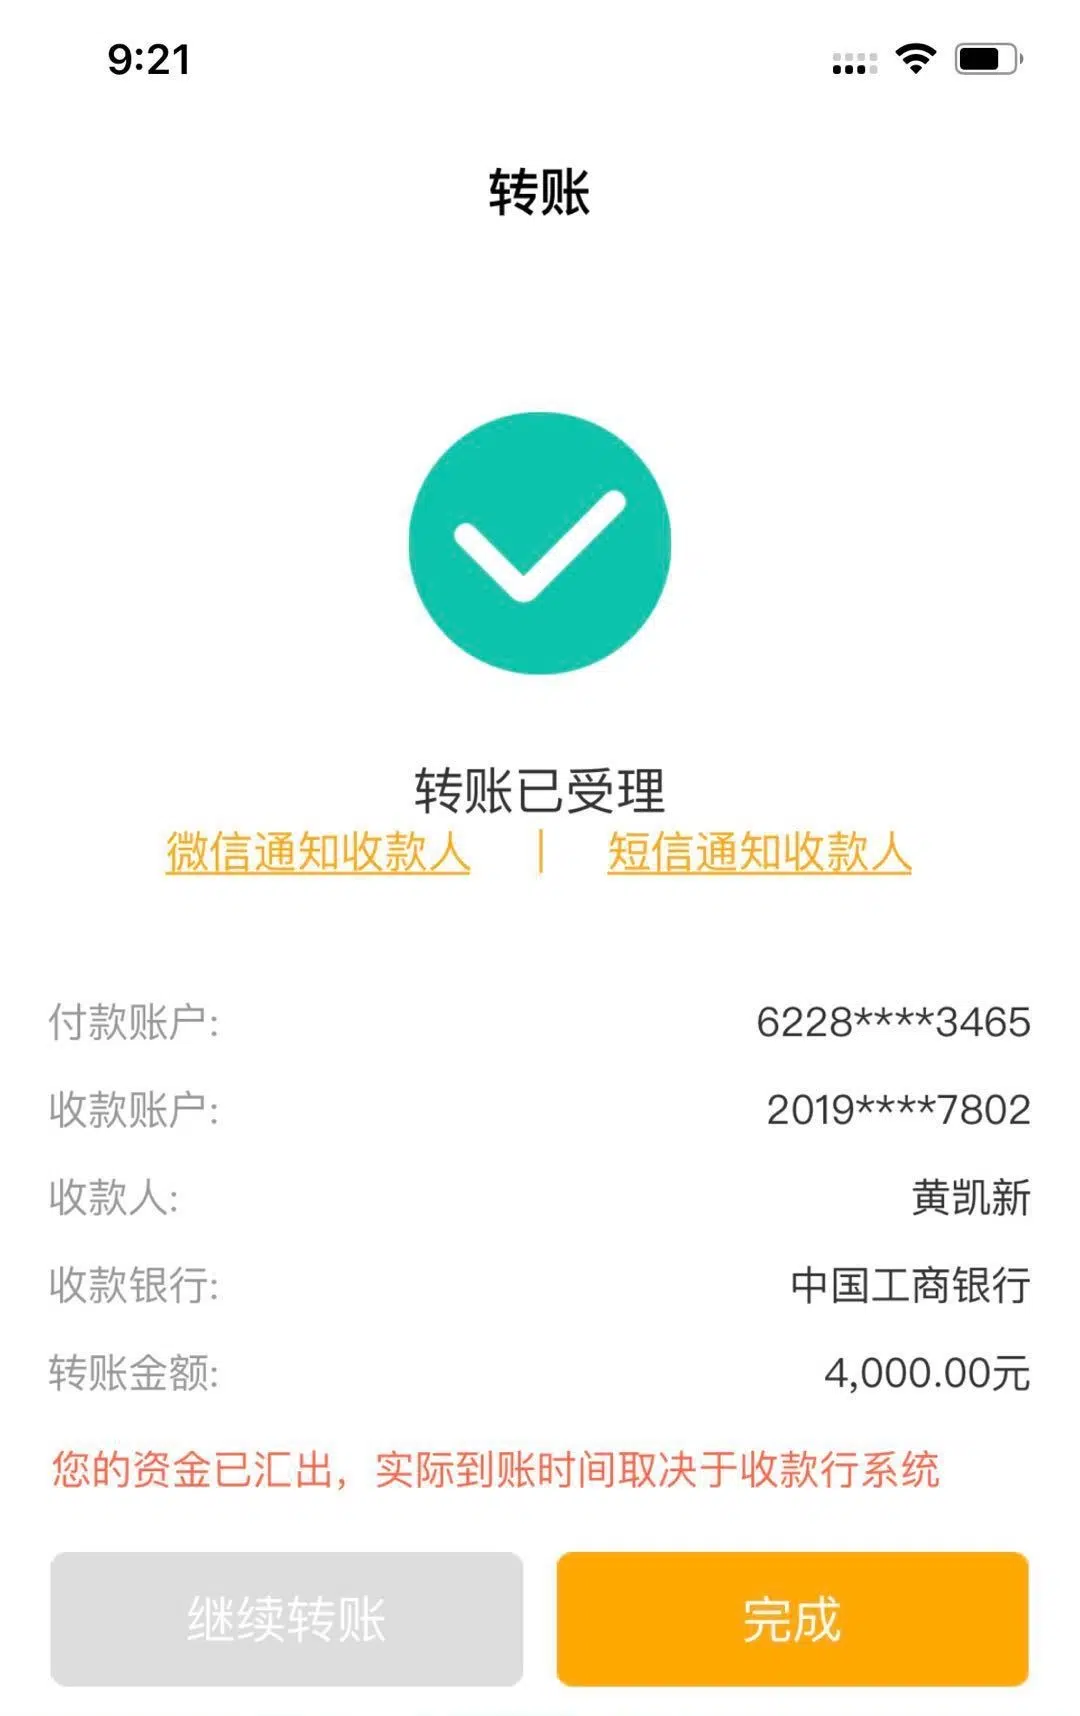 9:21
转账
转账已受理
微信通知收款人 | 短信通知收款人
付款账户: 6228****3465
收款账户: 2019****7802
收款人: 黄凯新
收款银行: 中国工商银行
转账金额: 4,000.00元
您的资金已汇出，实际到账时间取决于收款行系统
继续转账 完成